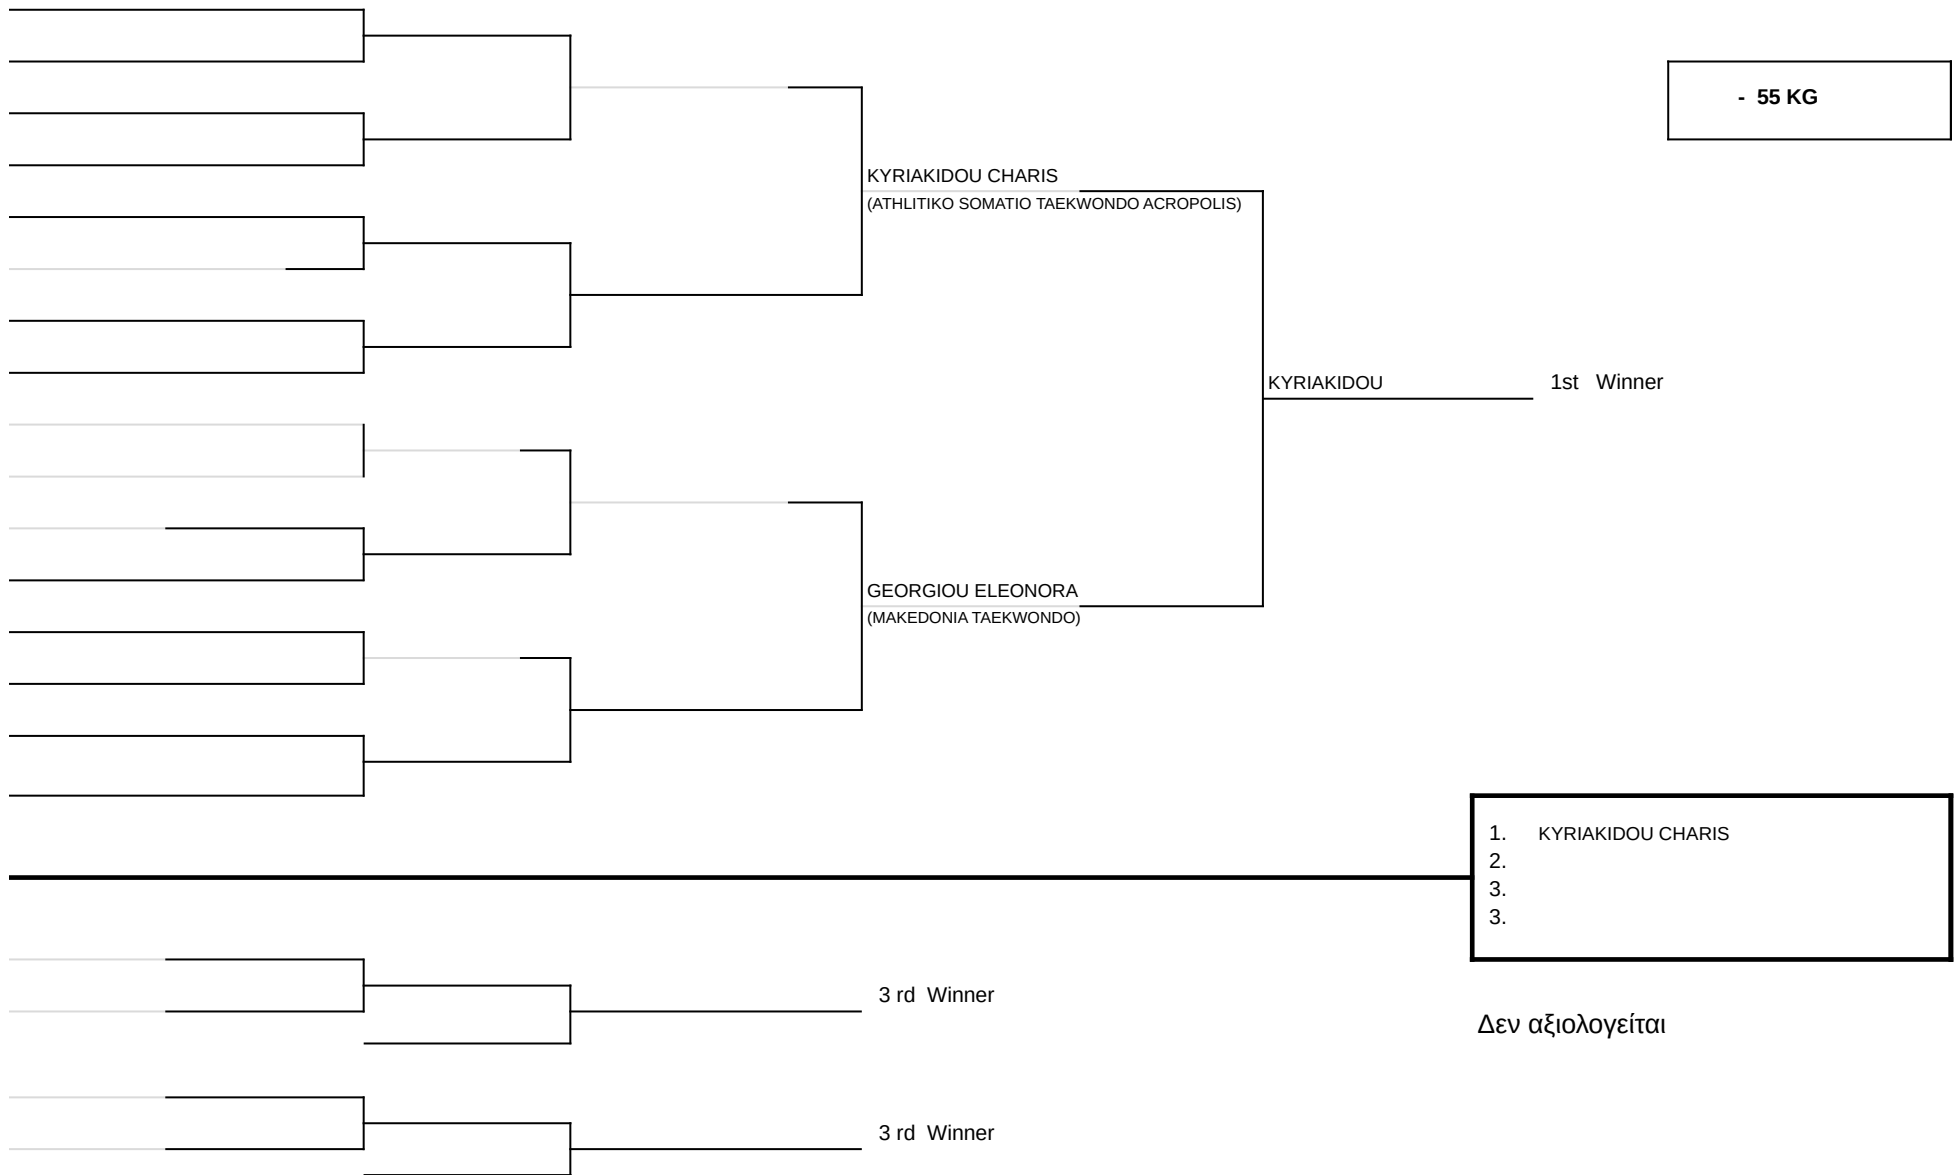 - 55 KG
KYRIAKIDOU CHARIS
(ATHLITIKO SOMATIO TAEKWONDO ACROPOLIS)
KYRIAKIDOU 1st Winner
GEORGIOU ELEONORA
(MAKEDONIA TAEKWONDO)
1. KYRIAKIDOU CHARIS
2.
3.
3.
3 rd Winner
Δεν αξιολογείται
3 rd Winner